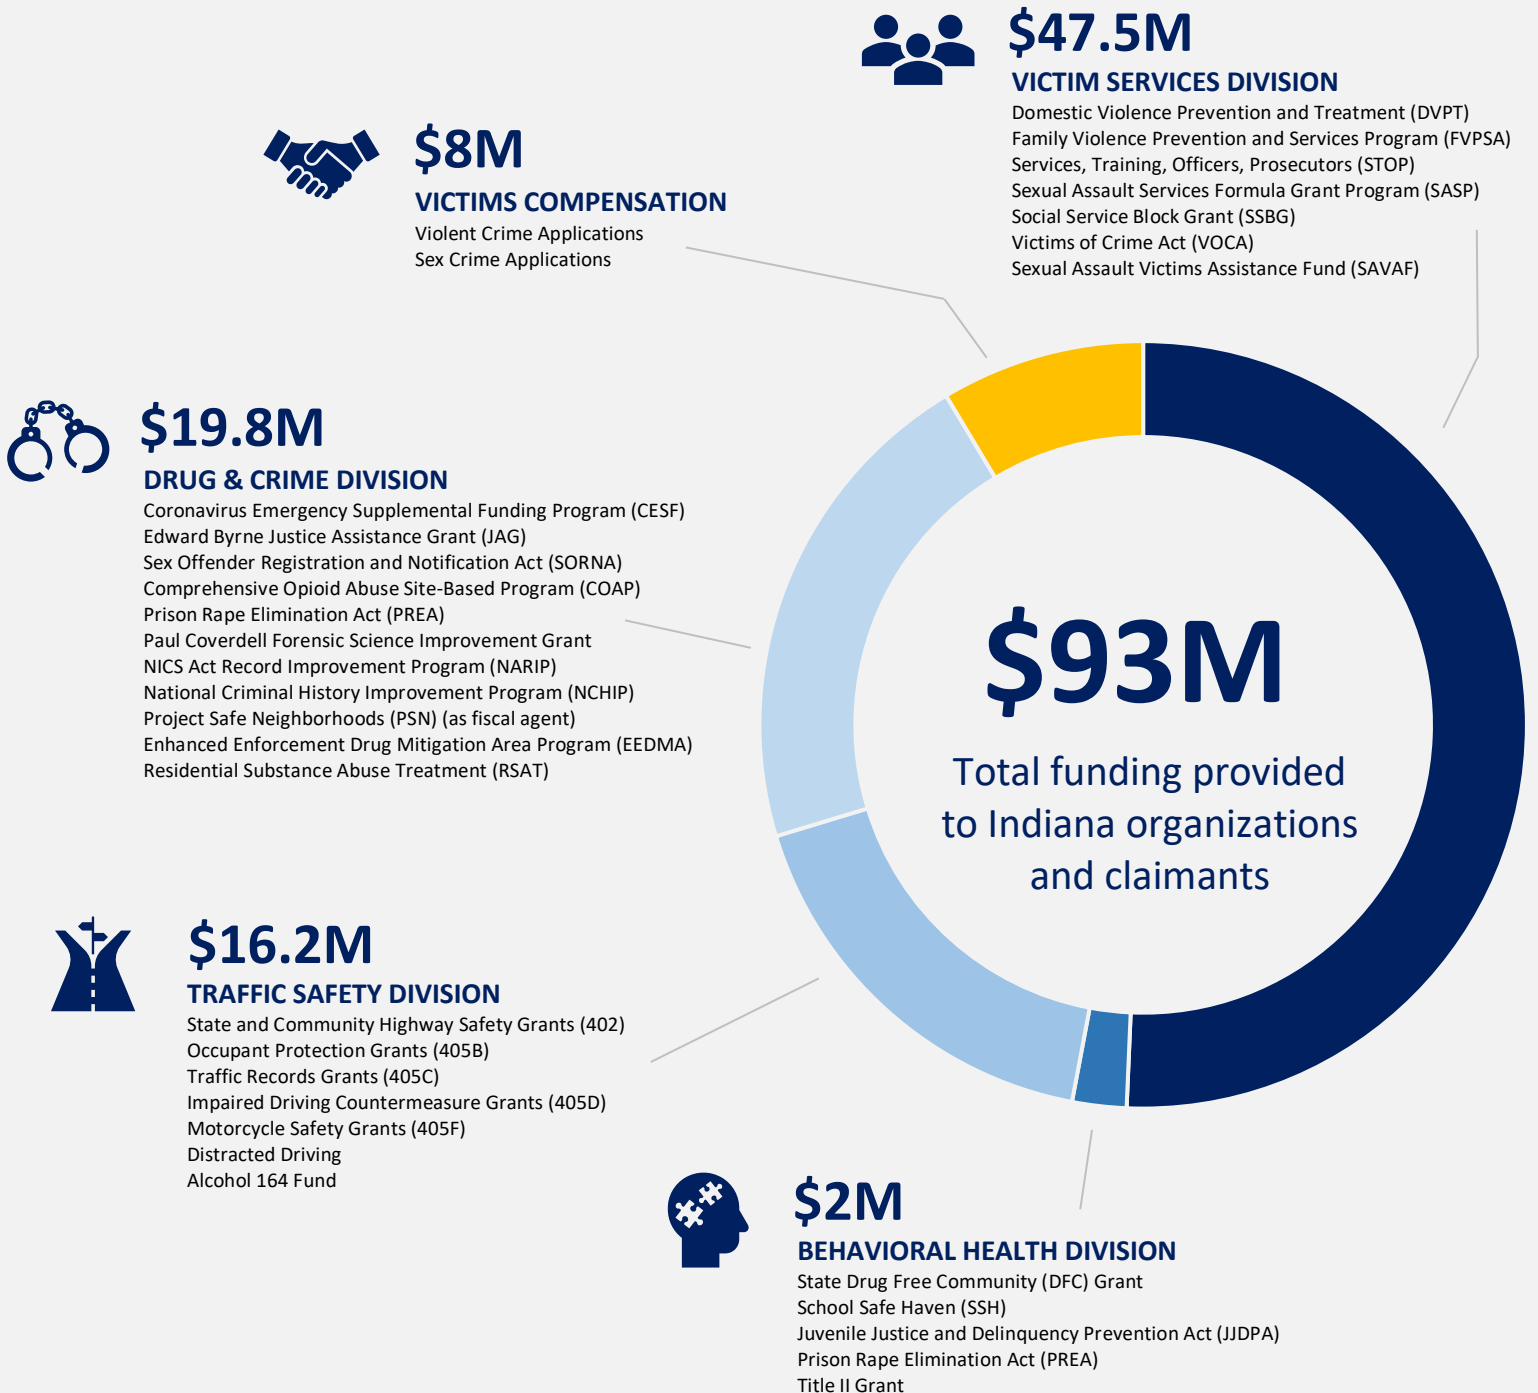 $47.5M
VICTIM SERVICES DIVISION
Domestic Violence Prevention and Treatment (DVPT)
Family Violence Prevention and Services Program (FVPSA)
Services, Training, Officers, Prosecutors (STOP)
Sexual Assault Services Formula Grant Program (SASP)
Social Service Block Grant (SSBG)
Victims of Crime Act (VOCA)
Sexual Assault Victims Assistance Fund (SAVAF)
$8M
VICTIMS COMPENSATION
Violent Crime Applications
Sex Crime Applications
$19.8M
DRUG & CRIME DIVISION
Coronavirus Emergency Supplemental Funding Program (CESF)
Edward Byrne Justice Assistance Grant (JAG)
Sex Offender Registration and Notification Act (SORNA)
Comprehensive Opioid Abuse Site-Based Program (COAP)
Prison Rape Elimination Act (PREA)
Paul Coverdell Forensic Science Improvement Grant
NICS Act Record Improvement Program (NARIP)
National Criminal History Improvement Program (NCHIP)
Project Safe Neighborhoods (PSN) (as fiscal agent)
Enhanced Enforcement Drug Mitigation Area Program (EEDMA)
Residential Substance Abuse Treatment (RSAT)
$93M
Total funding provided
to Indiana organizations
and claimants
$16.2M
TRAFFIC SAFETY DIVISION
State and Community Highway Safety Grants (402)
Occupant Protection Grants (405B)
Traffic Records Grants (405C)
Impaired Driving Countermeasure Grants (405D)
Motorcycle Safety Grants (405F)
Distracted Driving
Alcohol 164 Fund
$2M
BEHAVIORAL HEALTH DIVISION
State Drug Free Community (DFC) Grant
School Safe Haven (SSH)
Juvenile Justice and Delinquency Prevention Act (JJDPA)
Prison Rape Elimination Act (PREA)
Title II Grant